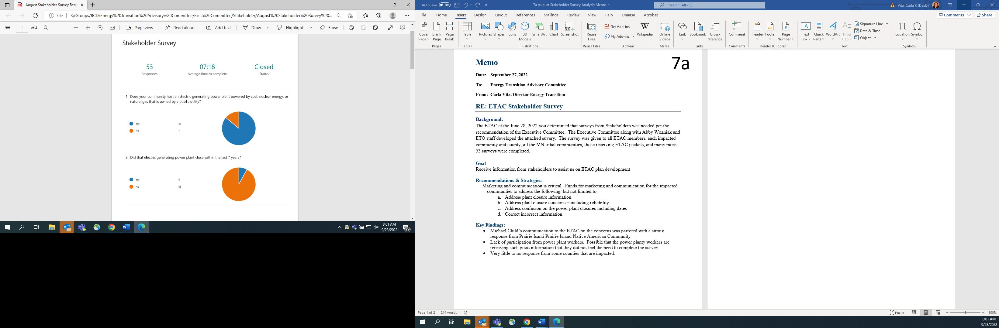 August Stakeholder Survey Resu
File
S:/Groups/BCD/Energy%20Transition%20Advisory%20Committee/Exec%20Committee/Stakeholder/August%20Stakeholder%20Survey%20...
1 of 4
Page view
Read aloud
Add text
Draw
Highlight
Erase
Stakeholder Survey
53 07:18 Closed
Responses Average time to complete Status
1. Does your community host an electric generating power plant powered by coal, nuclear energy, or
natural gas that is owned by a public utility?
Yes 43
No 7
2. Did that electric generating power plant close within the last 7 years?
Yes 4
No 46
8:01 AM
9/23/2022
29
AutoSave Off
7a August Stakeholder Survey Analysis Memo
Search (Alt+Q)
Vita, Carla K (DEED)
File Home Insert Design Layout References Mailings Review View Help OnBase Acrobat
Comments Share
Cover Page
Blank Page
Page Break
Pages
Table
Tables
Pictures
Shapes
Icons
3D Models
SmartArt
Chart
Screenshot
Illustrations
Reuse Files
Reuse Files
Get Add-ins
My Add-ins
Wikipedia
Add-ins
Online Videos
Media
Link
Bookmark
Cross-reference
Links
Comment
Comments
Header
Footer
Page Number
Header & Footer
Text Box
Quick Parts
WordArt
Drop Cap
Signature Line
Date & Time
Object
Text
Equation
Symbol
Symbols
Memo
7a
Date: September 27, 2022
To: Energy Transition Advisory Committee
From: Carla Vita, Director Energy Transition
RE: ETAC Stakeholder Survey
Background:
The ETAC at the June 28, 2022 you determined that surveys from Stakeholders was needed per the
recommendation of the Executive Committee. The Executive Committee along with Abby Wozniak and
ETO staff developed the attached suvery. The survey was given to all ETAC members, each impacted
community and county, all the MN tribal communities, those receiving ETAC packets, and many more.
53 surveys were completed.
Goal
Receive information from stakeholders to assist us on ETAC plan development
Recommendations & Strategies:
Marketing and communication is critical. Funds for marketing and communication for the impacted
communities to address the following, but not limited to:
a. Address plant closure information
b. Address plant closure concerns – including reliability
c. Address confusion on the power plant closures including dates
d. Correct incorrect information
Key Findings:
• Michael Child's communication to the ETAC on the concerns was parroted with a strong
response from Prairie Isanti Prairie Island Native American Community
• Lack of participation from power plant workers. Possible that the power planty workers are
receiving such good information that they did not feel the need to complete the survey.
• Very little to no response from some counties that are impacted.
Page 1 of 2 214 words
Focus
100%
8:01 AM
9/23/2022